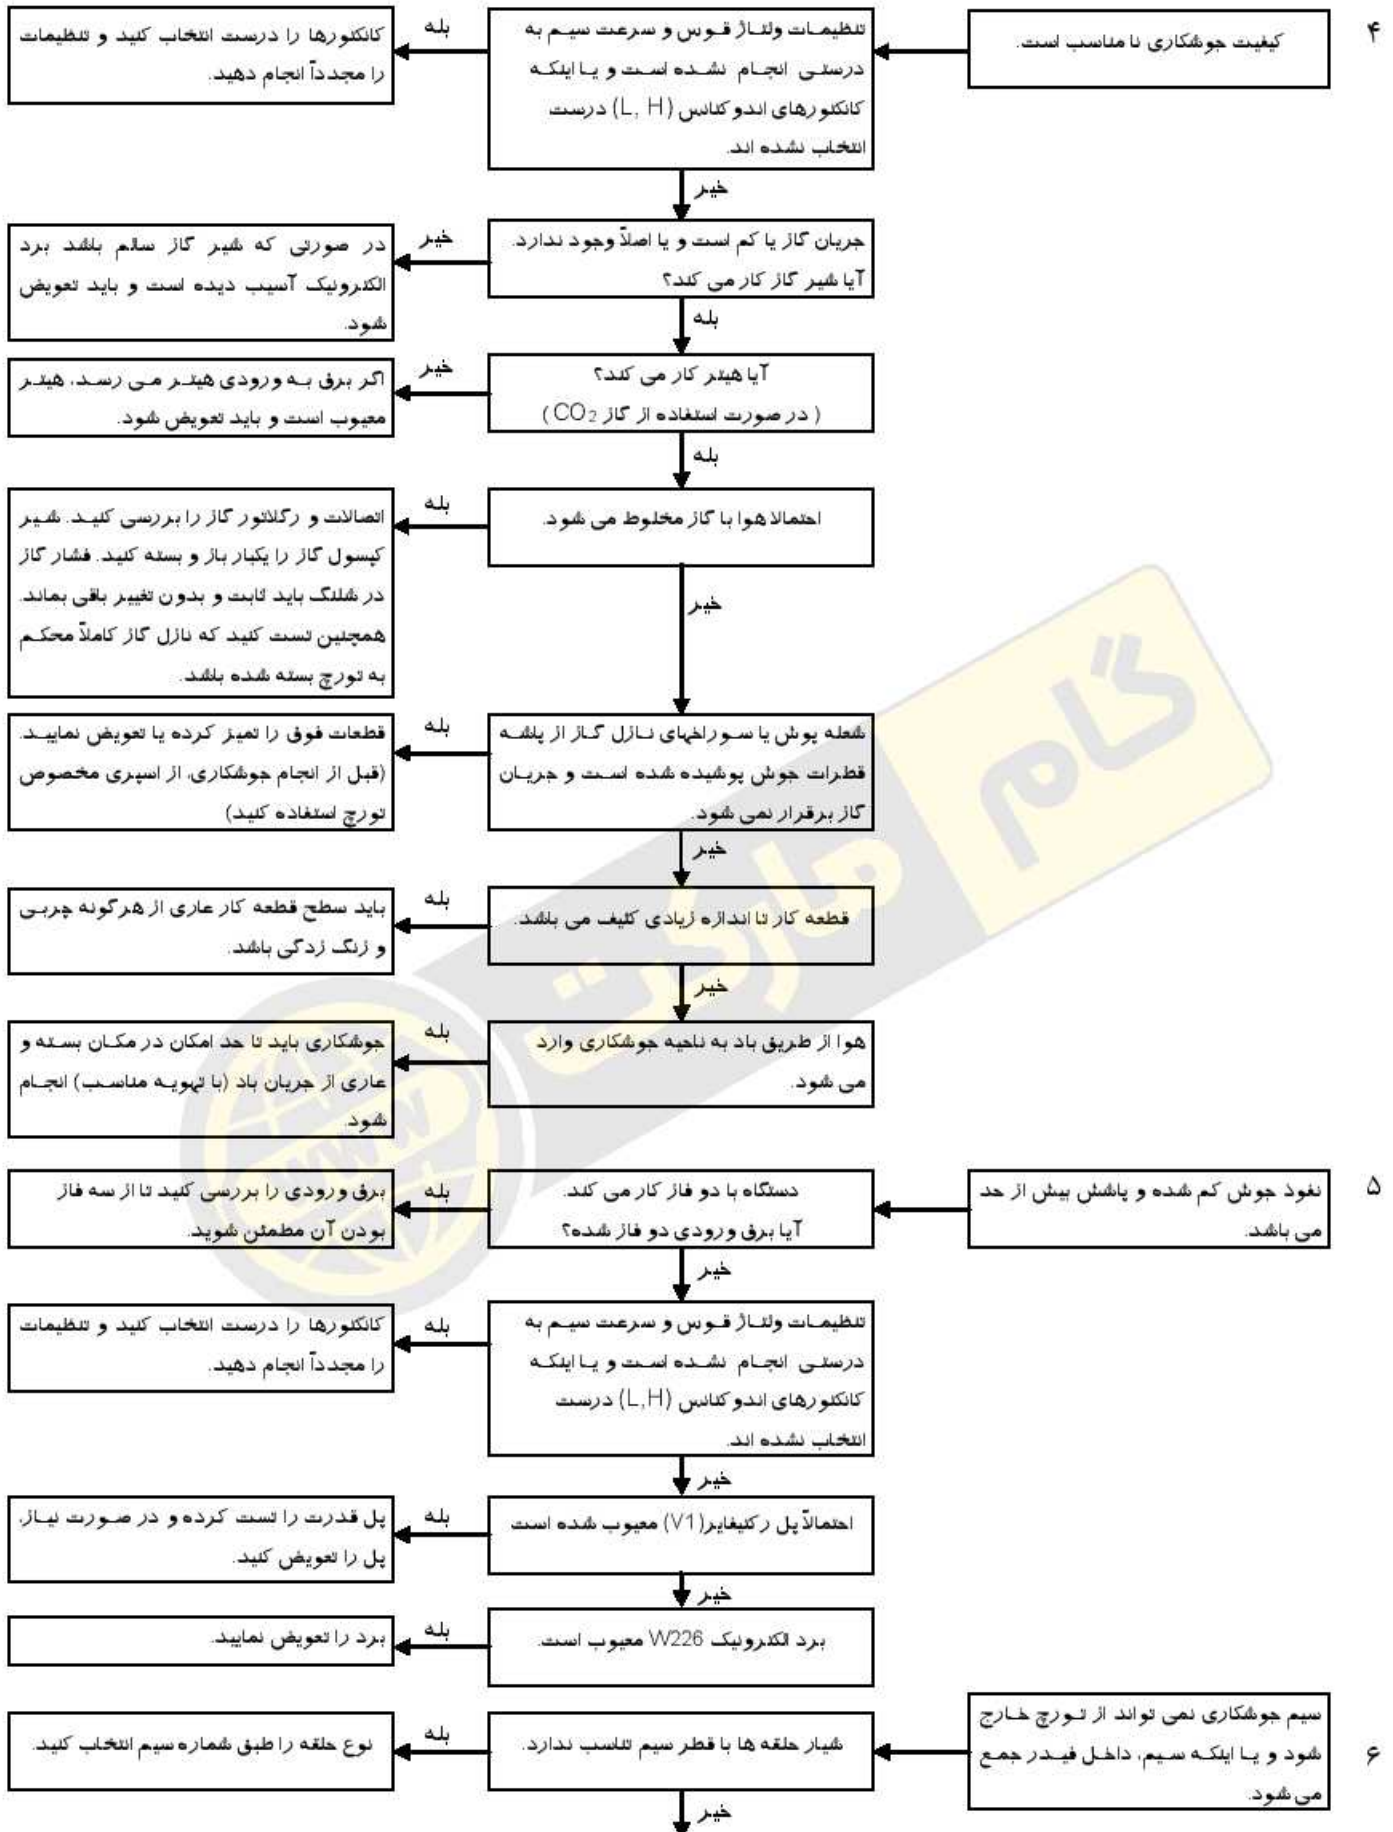 ۴
کیفیت جوشکاری نا مناسب است.
تنظیمات ولتاژ قوس و سرعت سیم به
درستی انجام نشده است و یا اینکه
کانکتورهای اندوکتانس (L, H) درست
انتخاب نشده اند.
بله
کانکتورها را درست انتخاب کنید و تنظیمات
را مجدداً انجام دهید.
خیر
جریان گاز یا کم است و یا اصلاً وجود ندارد.
آیا شیر گاز کار می کند؟
خیر
در صورتی که شیر گاز سالم باشد برد
الکترونیک آسیب دیده است و باید تعویض
شود.
بله
آیا هیتر کار می کند؟
( در صورت استفاده از گاز CO2 )
خیر
اگر برق به ورودی هیتر می رسد، هیتر
معیوب است و باید تعویض شود.
بله
احتمالا هوا با گاز مخلوط می شود.
بله
اتصالات و رگلاتور گاز را بررسی کنید. شیر
کپسول گاز را یکبار باز و بسته کنید. فشار گاز
در شلنگ باید ثابت و بدون تغییر باقی بماند.
همچنین تست کنید که نازل گاز کاملاً محکم
به تورچ بسته شده باشد.
خیر
شعله پوش یا سوراخهای نازل گاز از پاشه
قطرات جوش پوشیده شده است و جریان
گاز برقرار نمی شود.
بله
قطعات فوق را تمیز کرده یا تعویض نمایید.
(قبل از انجام جوشکاری، از اسپری مخصوص
تورچ استفاده کنید)
خیر
قطعه کار تا اندازه زیادی کثیف می باشد.
بله
باید سطح قطعه کار عاری از هرگونه چربی
و زنگ زدگی باشد.
خیر
هوا از طریق باد به ناحیه جوشکاری وارد
می شود.
بله
جوشکاری باید تا حد امکان در مکان بسته و
عاری از جریان باد (با تهویه مناسب) انجام
شود.
۵
نفوذ جوش کم شده و پاشش بیش از حد
می باشد.
دستگاه با دو فاز کار می کند.
آیا برق ورودی دو فاز شده؟
بله
برق ورودی را بررسی کنید تا از سه فاز
بودن آن مطمئن شوید.
خیر
تنظیمات ولتاژ قوس و سرعت سیم به
درستی انجام نشده است و یا اینکه
کانکتورهای اندوکتانس (L,H) درست
انتخاب نشده اند.
بله
کانکتورها را درست انتخاب کنید و تنظیمات
را مجدداً انجام دهید.
خیر
احتمالاً پل رکتیفایر(V1) معیوب شده است
بله
پل قدرت را تست کرده و در صورت نیاز،
پل را تعویض کنید.
خیر
برد الکترونیک W226 معیوب است.
بله
برد را تعویض نمایید.
۶
سیم جوشکاری نمی تواند از تورچ خارج
شود و یا اینکه سیم، داخل فیدر جمع
می شود.
شیار حلقه ها با قطر سیم تناسب ندارد.
بله
نوع حلقه را طبق شماره سیم انتخاب کنید.
خیر
گام مارکت
www